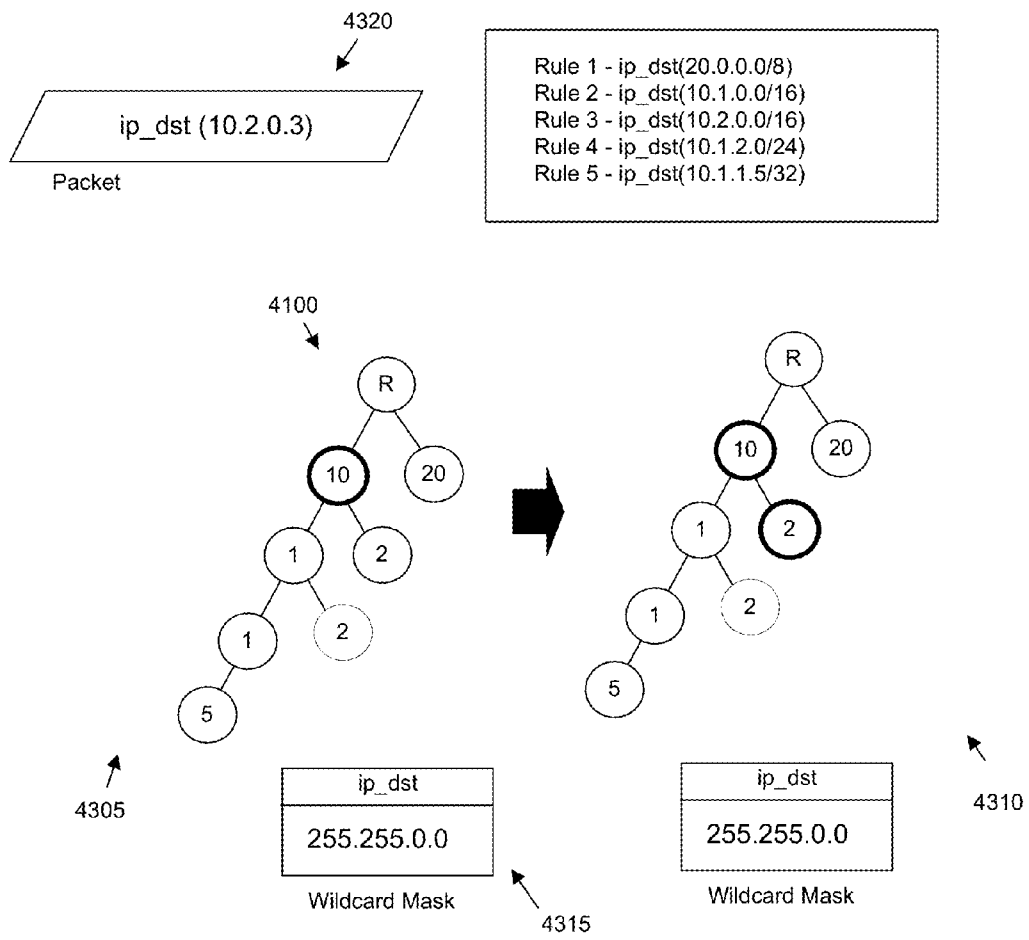 4320
ip_dst (10.2.0.3)
Packet
Rule 1 - ip_dst(20.0.0.0/8)
Rule 2 - ip_dst(10.1.0.0/16)
Rule 3 - ip_dst(10.2.0.0/16)
Rule 4 - ip_dst(10.1.2.0/24)
Rule 5 - ip_dst(10.1.1.5/32)
4100
R
10
20
1
2
1
2
5
4305
ip_dst
255.255.0.0
Wildcard Mask
4315
R
10
20
1
2
1
2
5
4310
ip_dst
255.255.0.0
Wildcard Mask